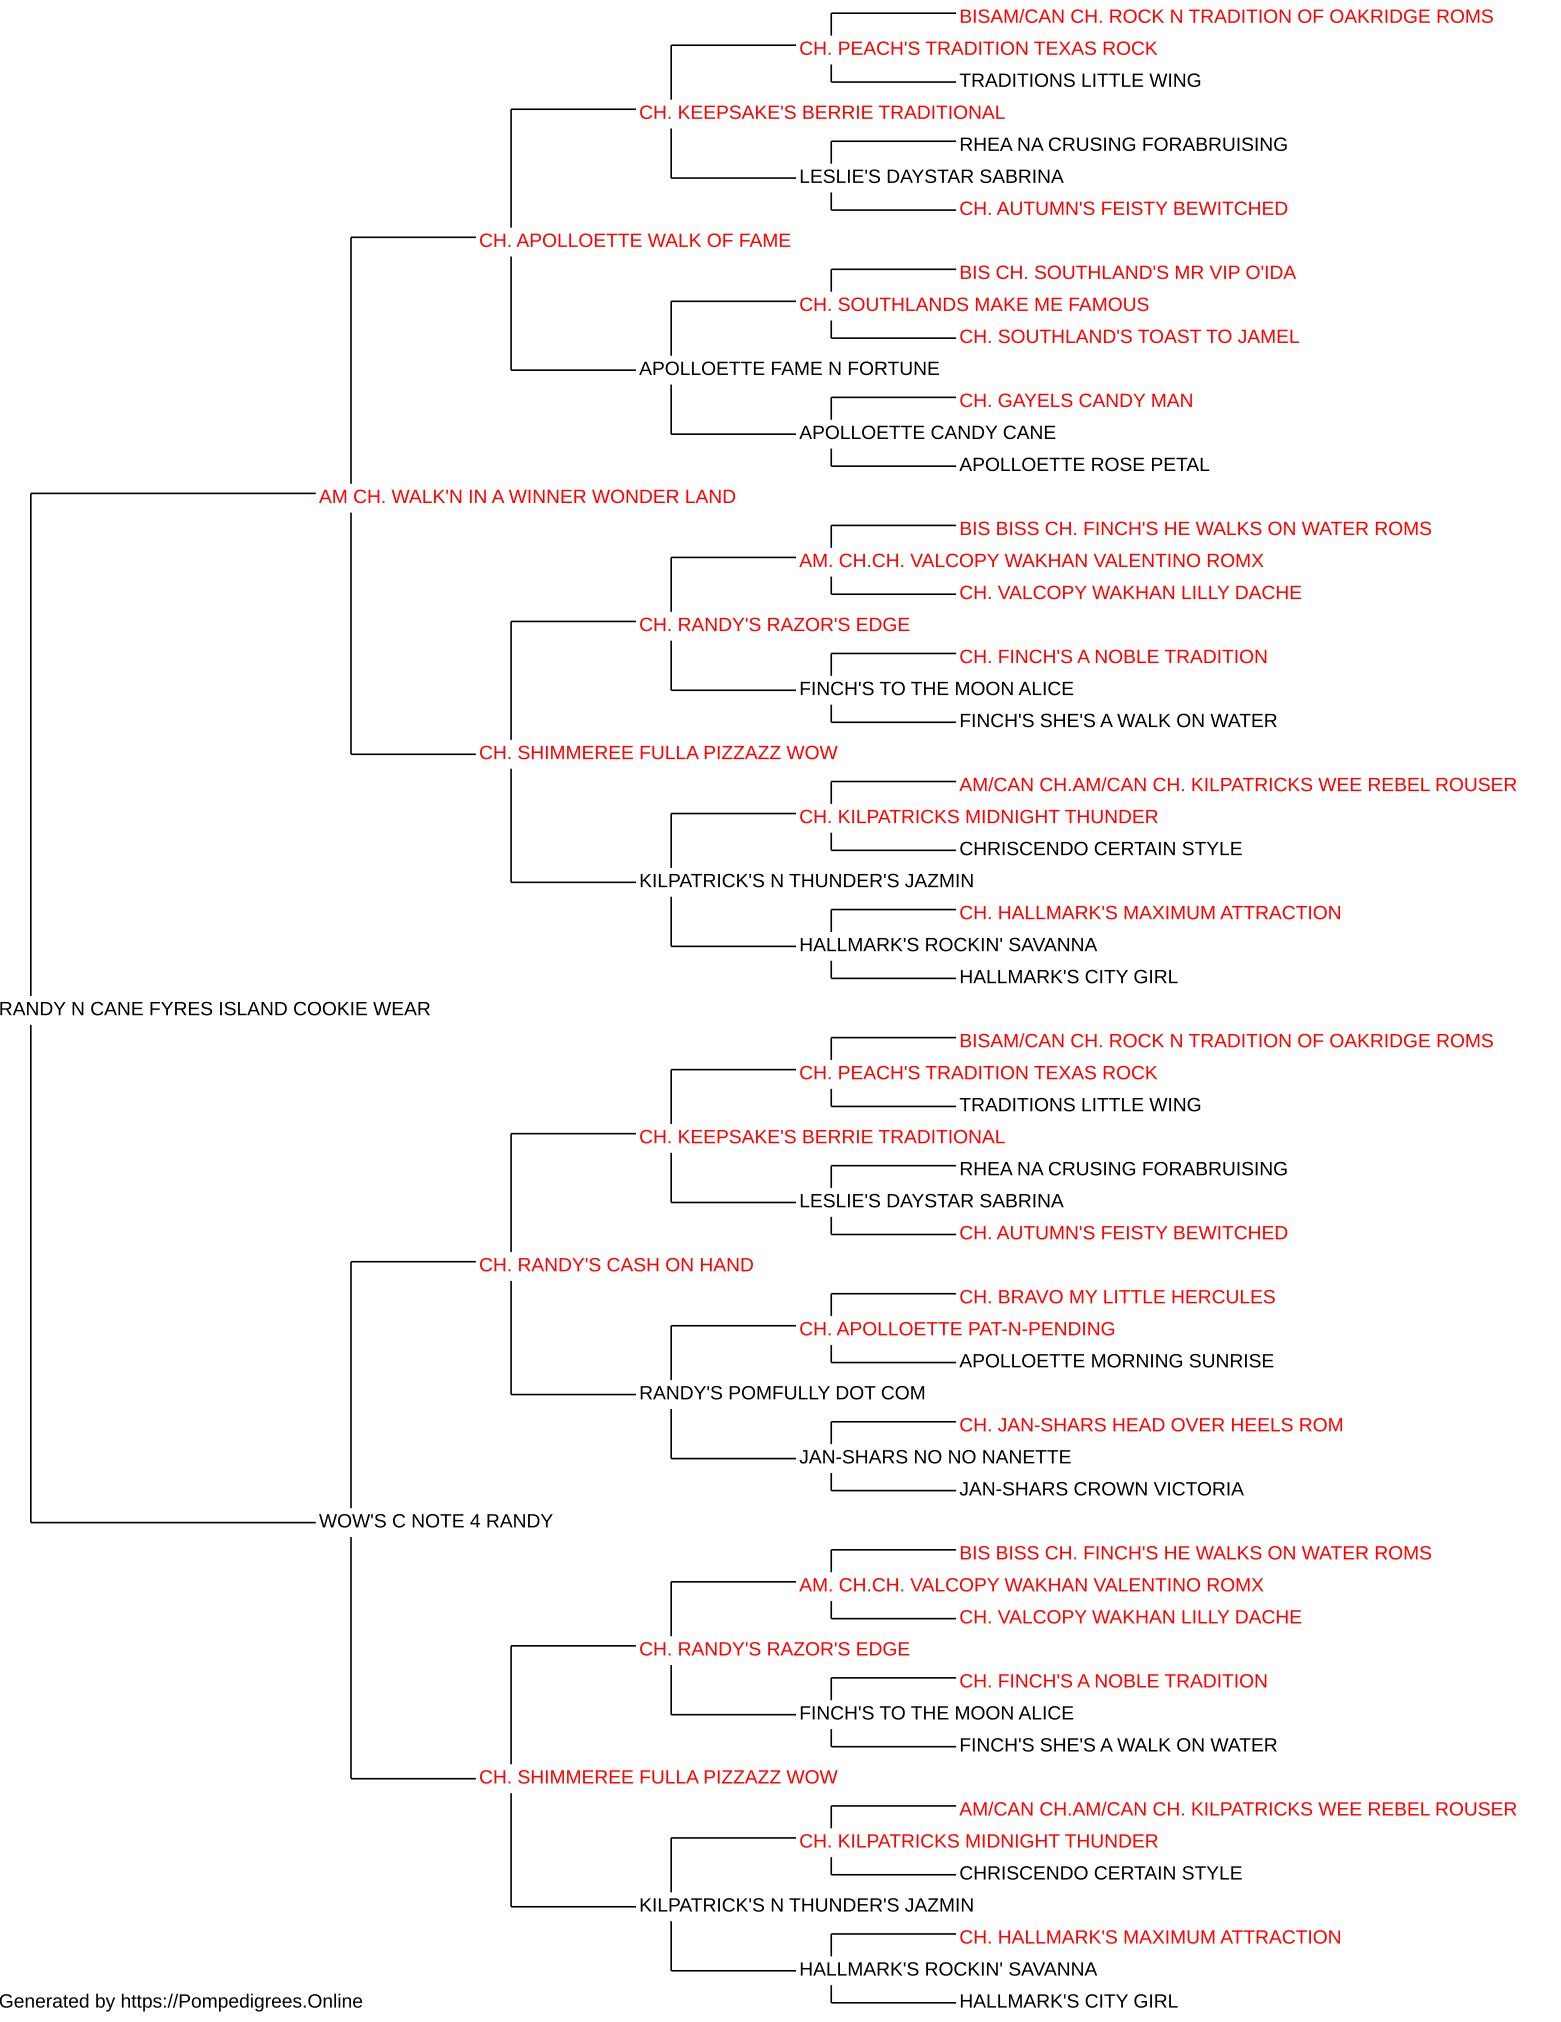 BISAM/CAN CH. ROCK N TRADITION OF OAKRIDGE ROMS
CH. PEACH'S TRADITION TEXAS ROCK
TRADITIONS LITTLE WING
CH. KEEPSAKE'S BERRIE TRADITIONAL
RHEA NA CRUSING FORABRUISING
LESLIE'S DAYSTAR SABRINA
CH. AUTUMN'S FEISTY BEWITCHED
CH. APOLLOETTE WALK OF FAME
BIS CH. SOUTHLAND'S MR VIP O'IDA
CH. SOUTHLANDS MAKE ME FAMOUS
CH. SOUTHLAND'S TOAST TO JAMEL
APOLLOETTE FAME N FORTUNE
CH. GAYELS CANDY MAN
APOLLOETTE CANDY CANE
APOLLOETTE ROSE PETAL
AM CH. WALK'N IN A WINNER WONDER LAND
BIS BISS CH. FINCH'S HE WALKS ON WATER ROMS
AM. CH.CH. VALCOPY WAKHAN VALENTINO ROMX
CH. VALCOPY WAKHAN LILLY DACHE
CH. RANDY'S RAZOR'S EDGE
CH. FINCH'S A NOBLE TRADITION
FINCH'S TO THE MOON ALICE
FINCH'S SHE'S A WALK ON WATER
CH. SHIMMEREE FULLA PIZZAZZ WOW
AM/CAN CH.AM/CAN CH. KILPATRICKS WEE REBEL ROUSER
CH. KILPATRICKS MIDNIGHT THUNDER
CHRISCENDO CERTAIN STYLE
KILPATRICK'S N THUNDER'S JAZMIN
CH. HALLMARK'S MAXIMUM ATTRACTION
HALLMARK'S ROCKIN' SAVANNA
HALLMARK'S CITY GIRL
RANDY N CANE FYRES ISLAND COOKIE WEAR
BISAM/CAN CH. ROCK N TRADITION OF OAKRIDGE ROMS
CH. PEACH'S TRADITION TEXAS ROCK
TRADITIONS LITTLE WING
CH. KEEPSAKE'S BERRIE TRADITIONAL
RHEA NA CRUSING FORABRUISING
LESLIE'S DAYSTAR SABRINA
CH. AUTUMN'S FEISTY BEWITCHED
CH. RANDY'S CASH ON HAND
CH. BRAVO MY LITTLE HERCULES
CH. APOLLOETTE PAT-N-PENDING
APOLLOETTE MORNING SUNRISE
RANDY'S POMFULLY DOT COM
CH. JAN-SHARS HEAD OVER HEELS ROM
JAN-SHARS NO NO NANETTE
JAN-SHARS CROWN VICTORIA
WOW'S C NOTE 4 RANDY
BIS BISS CH. FINCH'S HE WALKS ON WATER ROMS
AM. CH.CH. VALCOPY WAKHAN VALENTINO ROMX
CH. VALCOPY WAKHAN LILLY DACHE
CH. RANDY'S RAZOR'S EDGE
CH. FINCH'S A NOBLE TRADITION
FINCH'S TO THE MOON ALICE
FINCH'S SHE'S A WALK ON WATER
CH. SHIMMEREE FULLA PIZZAZZ WOW
AM/CAN CH.AM/CAN CH. KILPATRICKS WEE REBEL ROUSER
CH. KILPATRICKS MIDNIGHT THUNDER
CHRISCENDO CERTAIN STYLE
KILPATRICK'S N THUNDER'S JAZMIN
CH. HALLMARK'S MAXIMUM ATTRACTION
HALLMARK'S ROCKIN' SAVANNA
HALLMARK'S CITY GIRL
Generated by https://Pompedigrees.Online